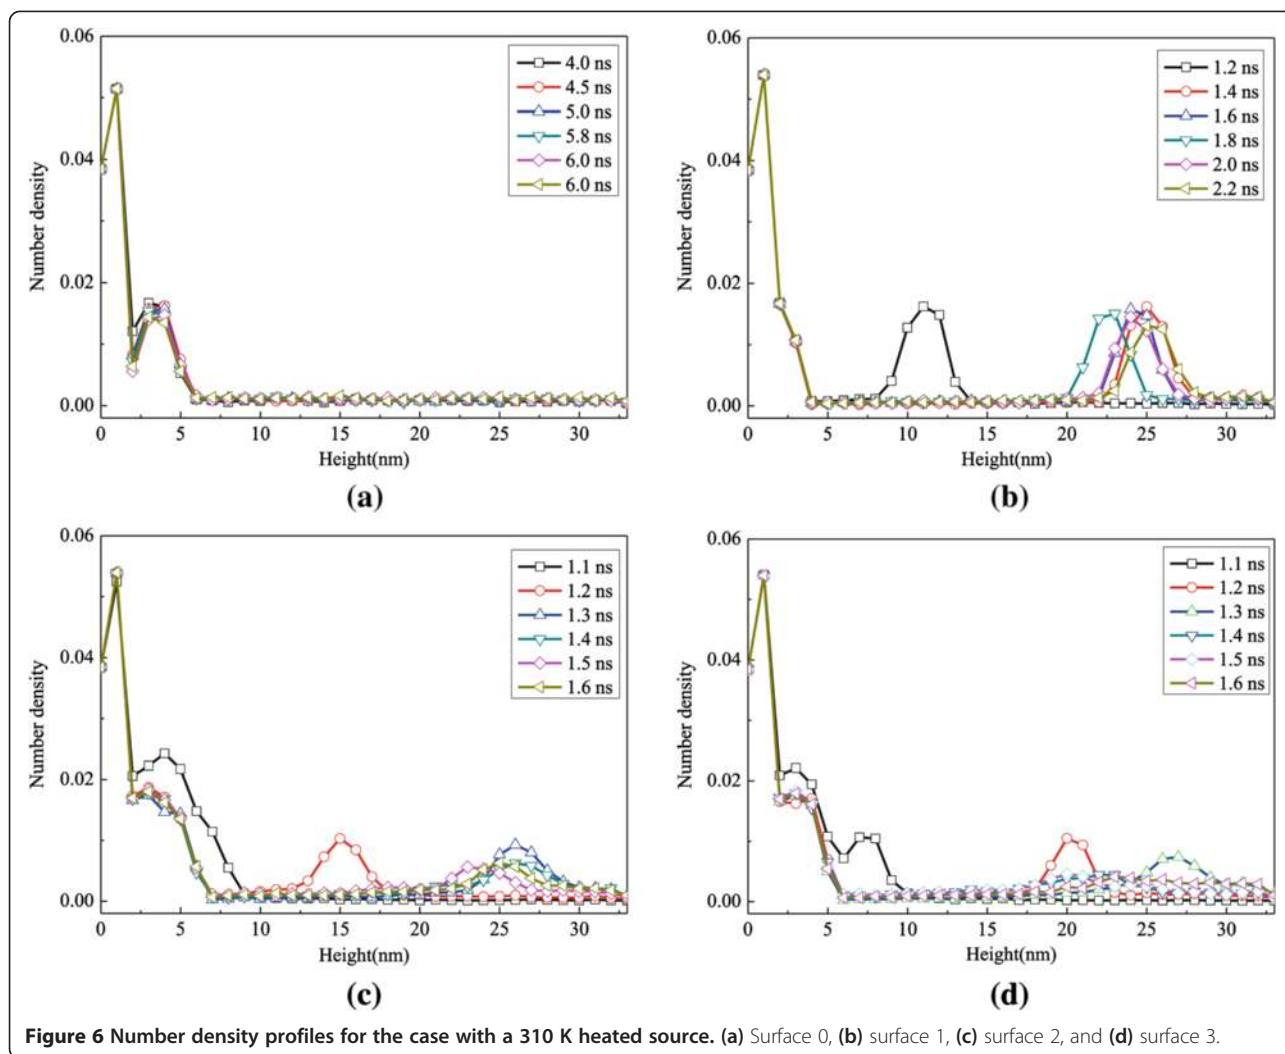 0.06
0.04
0.02
0.00
Number density
4.0 ns
4.5 ns
5.0 ns
5.8 ns
6.0 ns
6.0 ns
0 5 10 15 20 25 30
Height(nm)
(a)
0.06
0.04
0.02
0.00
Number density
1.2 ns
1.4 ns
1.6 ns
1.8 ns
2.0 ns
2.2 ns
0 5 10 15 20 25 30
Height(nm)
(b)
0.06
0.04
0.02
0.00
Number density
1.1 ns
1.2 ns
1.3 ns
1.4 ns
1.5 ns
1.6 ns
0 5 10 15 20 25 30
Height(nm)
(c)
0.06
0.04
0.02
0.00
Number density
1.1 ns
1.2 ns
1.3 ns
1.4 ns
1.5 ns
1.6 ns
0 5 10 15 20 25 30
Height(nm)
(d)
Figure 6 Number density profiles for the case with a 310 K heated source. (a) Surface 0, (b) surface 1, (c) surface 2, and (d) surface 3.